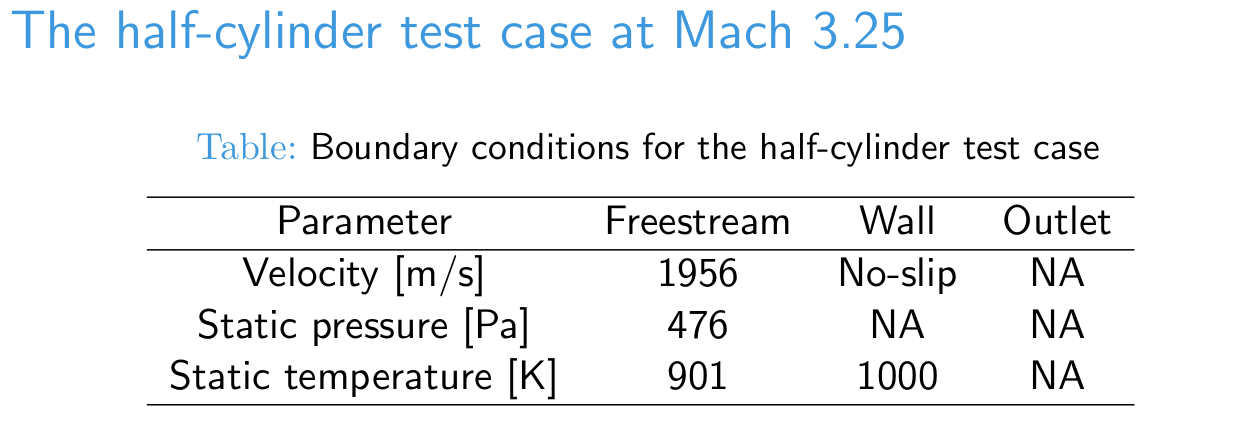 The half-cylinder test case at Mach 3.25
Table: Boundary conditions for the half-cylinder test case
Parameter Freestream Wall Outlet
Velocity [m/s] 1956 No-slip NA
Static pressure [Pa] 476 NA NA
Static temperature [K] 901 1000 NA